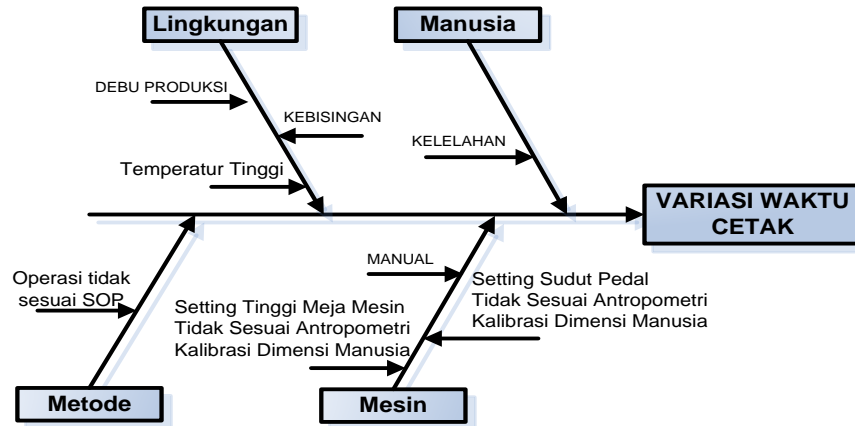 Lingkungan
Manusia
DEBU PRODUKSI
KEBISINGAN
KELELAHAN
Temperatur Tinggi
VARIASI WAKTU
CETAK
Operasi tidak
sesuai SOP
MANUAL
Setting Sudut Pedal
Tidak Sesuai Antropometri
Kalibrasi Dimensi Manusia
Setting Tinggi Meja Mesin
Tidak Sesuai Antropometri
Kalibrasi Dimensi Manusia
Metode
Mesin